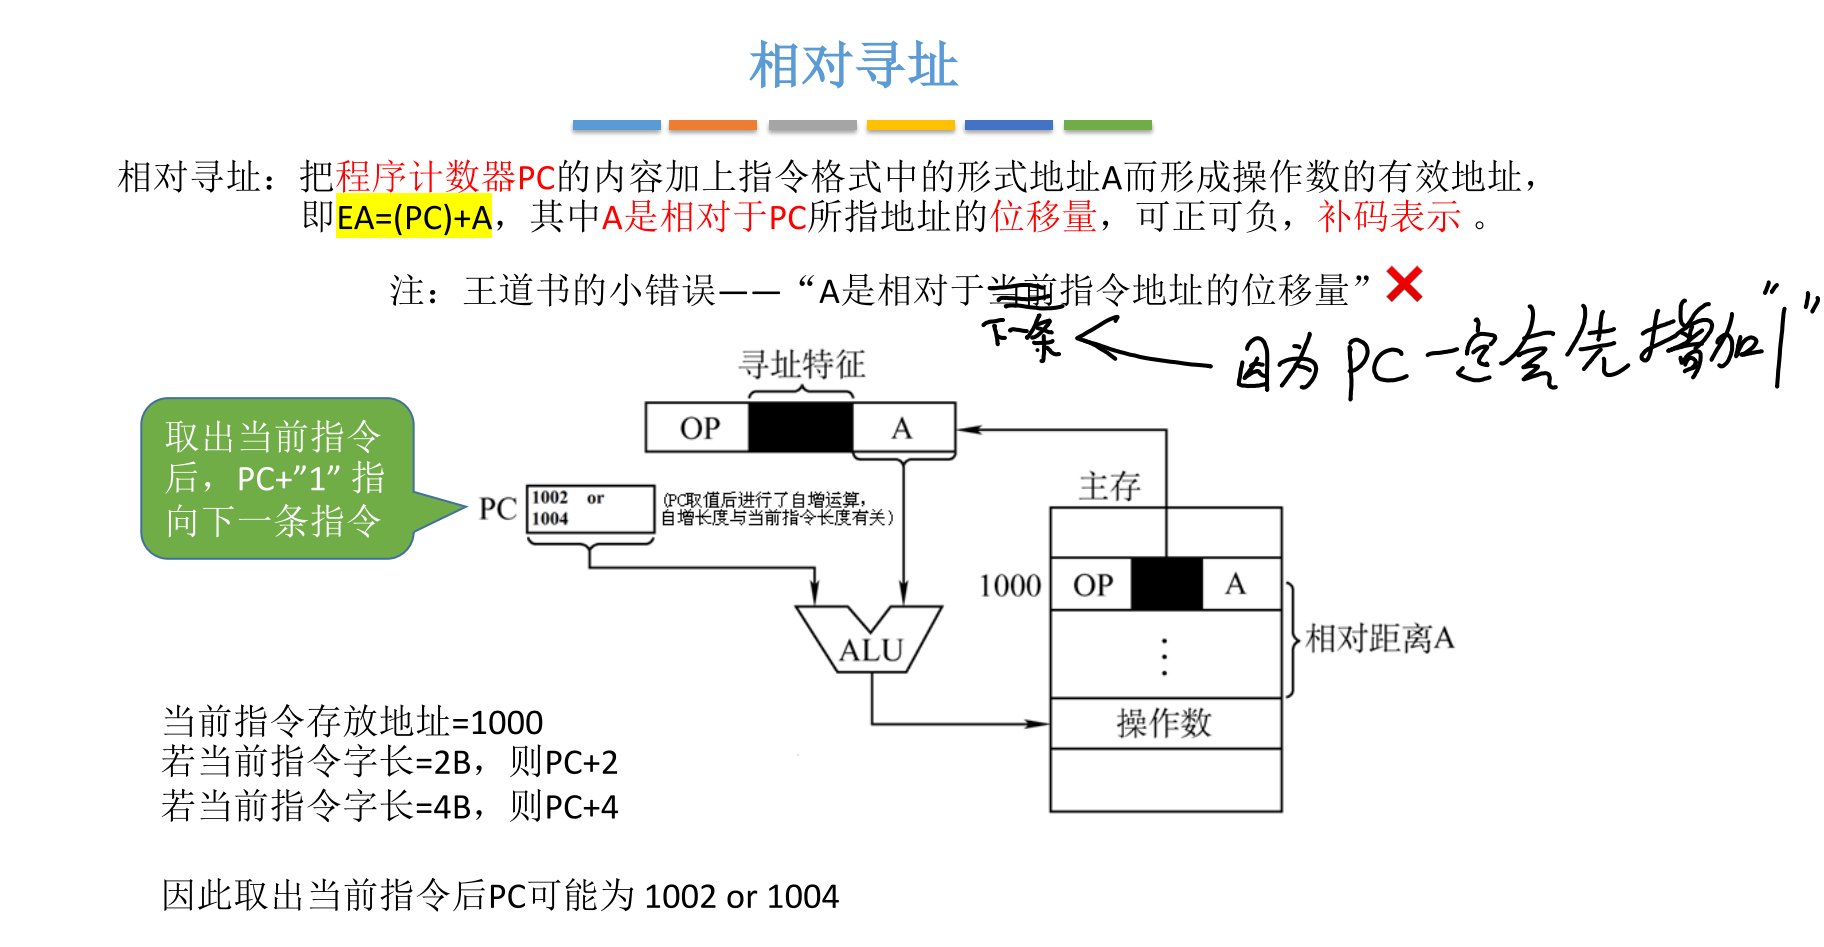 相对寻址
相对寻址：把程序计数器PC的内容加上指令格式中的形式地址A而形成操作数的有效地址，
即EA=(PC)+A，其中A是相对于PC所指地址的位移量，可正可负，补码表示 。
注：王道书的小错误——“A是相对于当前指令地址的位移量”
下一条
因为PC一定会先增加“1”
寻址特征
OP
A
取出当前指令
后，PC+”1” 指
向下一条指令
PC
1002 or
1004
(PC取值后进行了自增运算，
自增长度与当前指令长度有关)
主存
1000
OP
A
ALU
相对距离A
操作数
当前指令存放地址=1000
若当前指令字长=2B，则PC+2
若当前指令字长=4B，则PC+4
因此取出当前指令后PC可能为 1002 or 1004